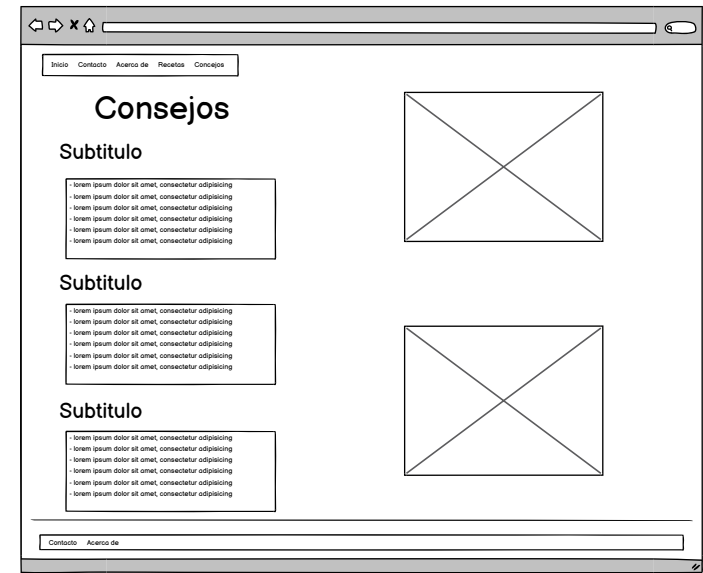 Inicio Contacto Acerca de Recetas Concejos
Consejos
Subtitulo
- lorem ipsum dolor sit amet, consectetur adipisicing
- lorem ipsum dolor sit amet, consectetur adipisicing
- lorem ipsum dolor sit amet, consectetur adipisicing
- lorem ipsum dolor sit amet, consectetur adipisicing
- lorem ipsum dolor sit amet, consectetur adipisicing
- lorem ipsum dolor sit amet, consectetur adipisicing
Subtitulo
- lorem ipsum dolor sit amet, consectetur adipisicing
- lorem ipsum dolor sit amet, consectetur adipisicing
- lorem ipsum dolor sit amet, consectetur adipisicing
- lorem ipsum dolor sit amet, consectetur adipisicing
- lorem ipsum dolor sit amet, consectetur adipisicing
- lorem ipsum dolor sit amet, consectetur adipisicing
Subtitulo
- lorem ipsum dolor sit amet, consectetur adipisicing
- lorem ipsum dolor sit amet, consectetur adipisicing
- lorem ipsum dolor sit amet, consectetur adipisicing
- lorem ipsum dolor sit amet, consectetur adipisicing
- lorem ipsum dolor sit amet, consectetur adipisicing
- lorem ipsum dolor sit amet, consectetur adipisicing
Contacto Acerca de